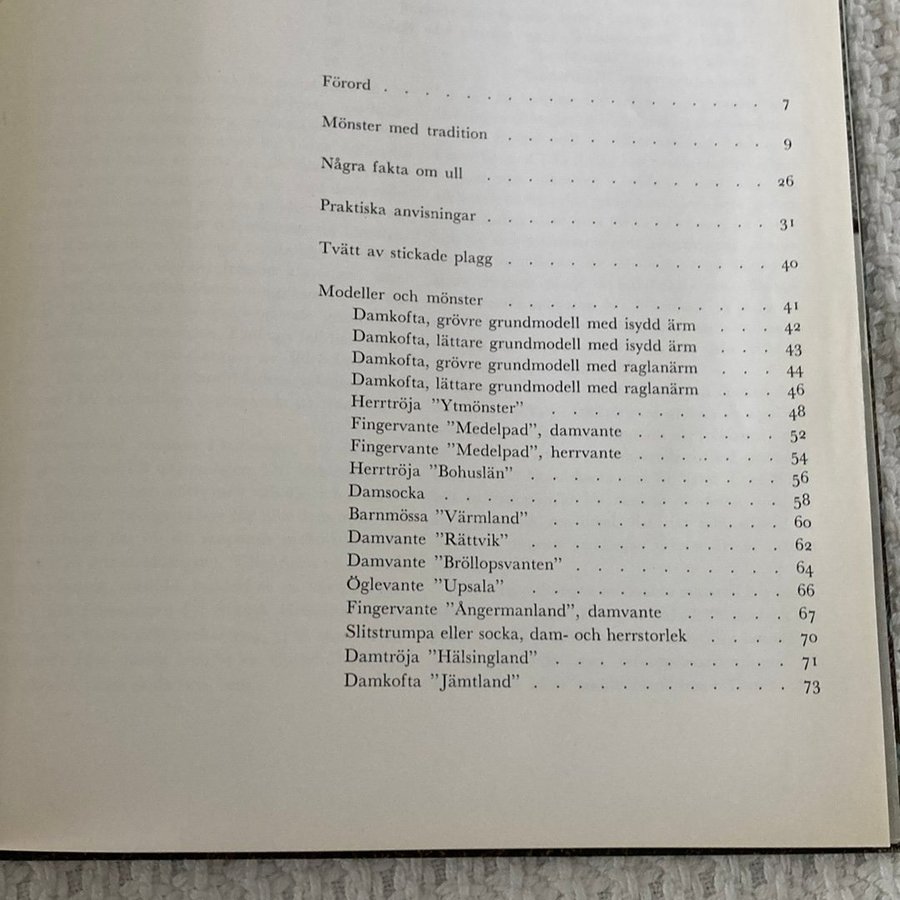 Förord . . . . . . . . . . . . . . . . . . . 7
Mönster med tradition . . . . . . . . . . . . . 9
Några fakta om ull . . . . . . . . . . . . . . 26
Praktiska anvisningar . . . . . . . . . . . . . . 31
Tvätt av stickade plagg . . . . . . . . . . . . . 40
Modeller och mönster . . . . . . . . . . . . . 41
Damkofta, grövre grundmodell med isydd ärm . . . 42
Damkofta, lättare grundmodell med isydd ärm . . . 43
Damkofta, grövre grundmodell med raglanärm . . . 44
Damkofta, lättare grundmodell med raglanärm . . . 46
Herrtröja ”Ytmönster” . . . . . . . . . . . 48
Fingervante ”Medelpad”, damvante . . . . . . . 52
Fingervante ”Medelpad”, herrvante . . . . . . . 54
Herrtröja ”Bohuslän” . . . . . . . . . . . . 56
Damsocka . . . . . . . . . . . . . . . . 58
Barnmössa ”Värmland” . . . . . . . . . . . 60
Damvante ”Rättvik” . . . . . . . . . . . . 62
Damvante ”Bröllopsvanten” . . . . . . . . . . 64
Öglevante ”Upsala” . . . . . . . . . . . . 66
Fingervante ”Ångermanland”, damvante . . . . . 67
Slitstrumpa eller socka, dam- och herrstorlek . . . . 70
Damtröja ”Hälsingland” . . . . . . . . . . . 71
Damkofta ”Jämtland” . . . . . . . . . . . . 73